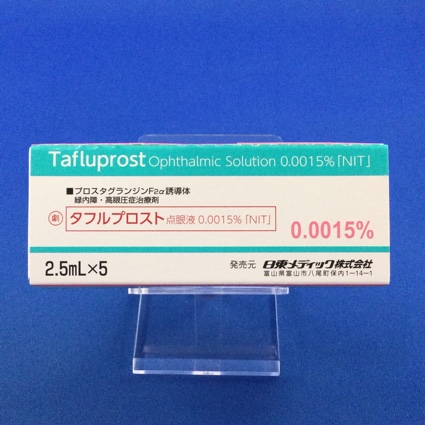 Tafluprost Ophthalmic Solution 0.0015%「NIT」
■プロスタグランジンF2α誘導体
緑内障・高眼圧症治療剤
劇 タフルプロスト 点眼液 0.0015%「NIT」
0.0015%
2.5mL×5
発売元 日東メディック株式会社
富山県富山市八尾町保内1-14-1